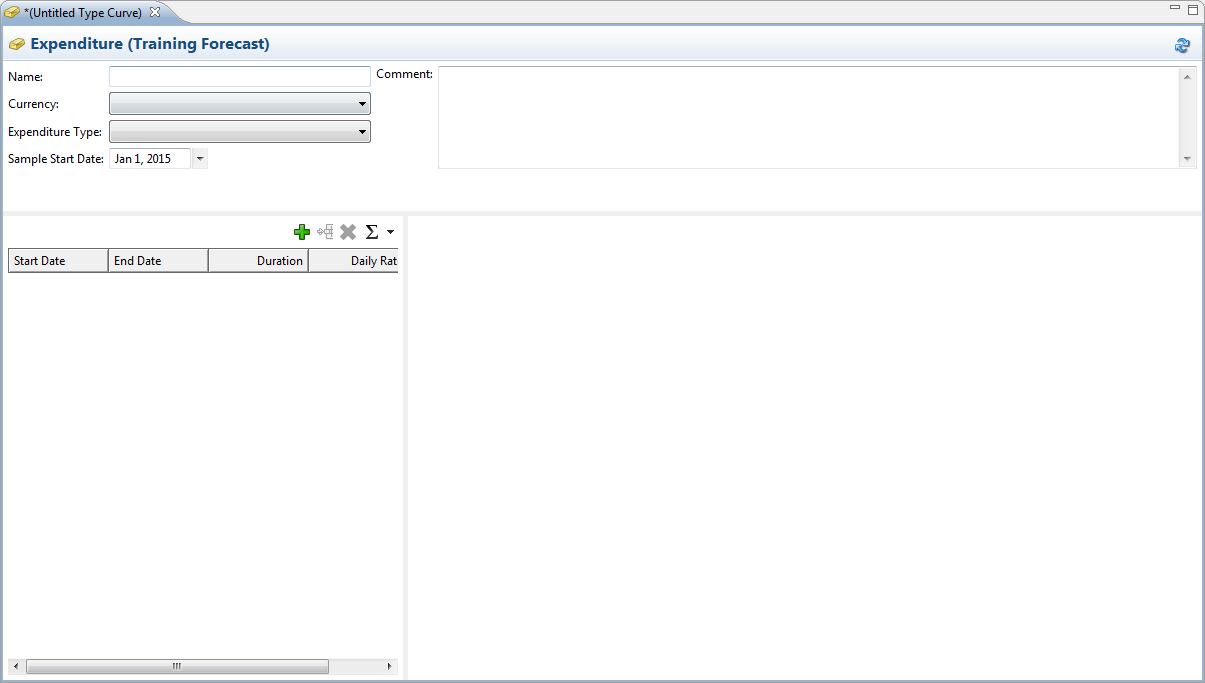 *(Untitled Type Curve)
Expenditure (Training Forecast)
Name:
Comment:
Currency:
Expenditure Type:
Sample Start Date: Jan 1, 2015
Σ
Start Date End Date Duration Daily Rat